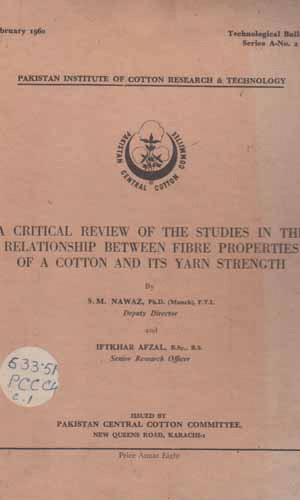 bruary 1960
Technological Bull
Series A-No. 2
PAKISTAN INSTITUTE OF COTTON RESEARCH & TECHNOLOGY
PAKISTAN CENTRAL COTTON COMMITTEE
A CRITICAL REVIEW OF THE STUDIES IN THE
RELATIONSHIP BETWEEN FIBRE PROPERTIES
OF A COTTON AND ITS YARN STRENGTH
By
S. M. NAWAZ, Ph.D. (Manch), F.T.I.
Deputy Director
and
IFTKHAR AFZAL, B.Sc., B.S.
Senior Research Officer
633.51
PCCC
C.1
ISSUED BY
PAKISTAN CENTRAL COTTON COMMITTEE,
NEW QUEENS ROAD, KARACHI-1
Price Annas Eight